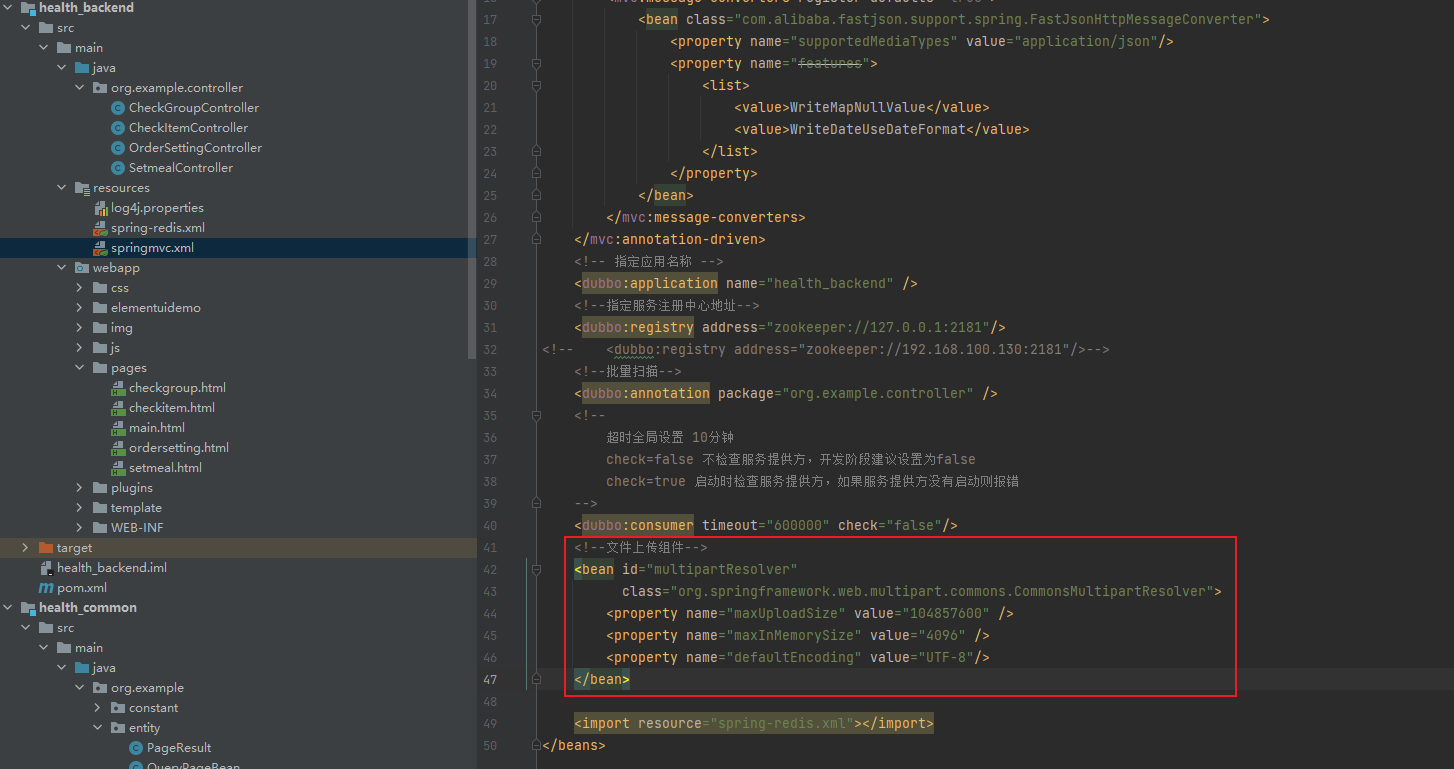 health_backend
src
main
java
org.example.controller
CheckGroupController
CheckItemController
OrderSettingController
SetmealController
resources
log4j.properties
spring-redis.xml
springmvc.xml
webapp
css
elementuidemo
img
js
pages
checkgroup.html
checkitem.html
main.html
ordersetting.html
setmeal.html
plugins
template
WEB-INF
target
health_backend.iml
pom.xml
health_common
src
main
java
org.example
constant
entity
PageResult
QueryPageBean
17 <bean class="com.alibaba.fastjson.support.spring.FastJsonHttpMessageConverter">
18 <property name="supportedMediaTypes" value="application/json"/>
19 <property name="features">
20 <list>
21 <value>WriteMapNullValue</value>
22 <value>WriteDateUseDateFormat</value>
23 </list>
24 </property>
25 </bean>
26 </mvc:message-converters>
27 </mvc:annotation-driven>
28 <!-- 指定应用名称 -->
29 <dubbo:application name="health_backend" />
30 <!--指定服务注册中心地址-->
31 <dubbo:registry address="zookeeper://127.0.0.1:2181"/>
32 <!-- <dubbo:registry address="zookeeper://192.168.100.130:2181"/>-->
33 <!--批量扫描-->
34 <dubbo:annotation package="org.example.controller" />
35 <!--
36 超时全局设置 10分钟
37 check=false 不检查服务提供方，开发阶段建议设置为false
38 check=true 启动时检查服务提供方，如果服务提供方没有启动则报错
39 -->
40 <dubbo:consumer timeout="600000" check="false"/>
41 <!--文件上传组件-->
42 <bean id="multipartResolver"
43 class="org.springframework.web.multipart.commons.CommonsMultipartResolver">
44 <property name="maxUploadSize" value="104857600" />
45 <property name="maxInMemorySize" value="4096" />
46 <property name="defaultEncoding" value="UTF-8"/>
47 </bean>
48
49 <import resource="spring-redis.xml"></import>
50 </beans>